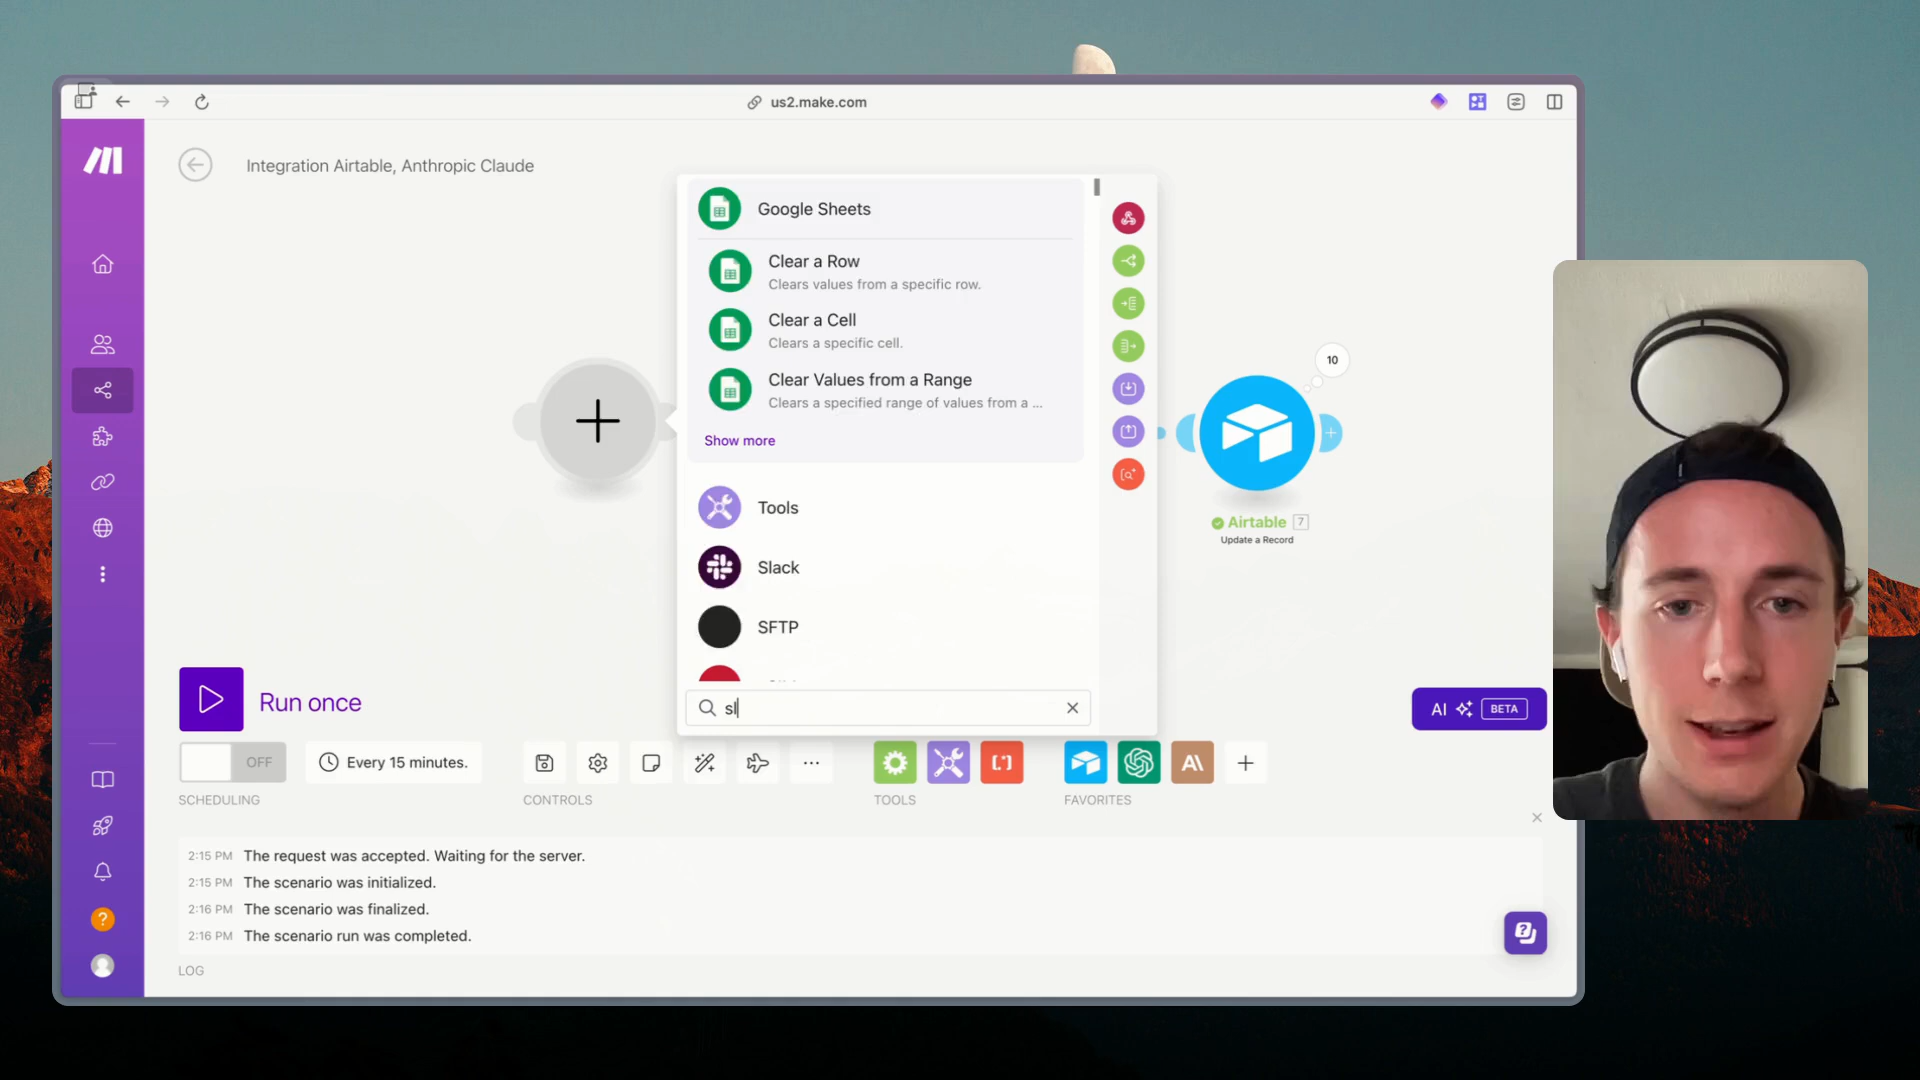 us2.make.com
Integration Airtable, Anthropic Claude
Google Sheets
Clear a Row
Clears values from a specific row.
Clear a Cell
Clears a specific cell.
Clear Values from a Range
Clears a specified range of values from a ...
Show more
Tools
Slack
SFTP
sl
10
Airtable 7
Update a Record
Run once
AI BETA
OFF
Every 15 minutes.
SCHEDULING
CONTROLS
TOOLS
FAVORITES
2:15 PM The request was accepted. Waiting for the server.
2:15 PM The scenario was initialized.
2:16 PM The scenario was finalized.
2:16 PM The scenario run was completed.
LOG